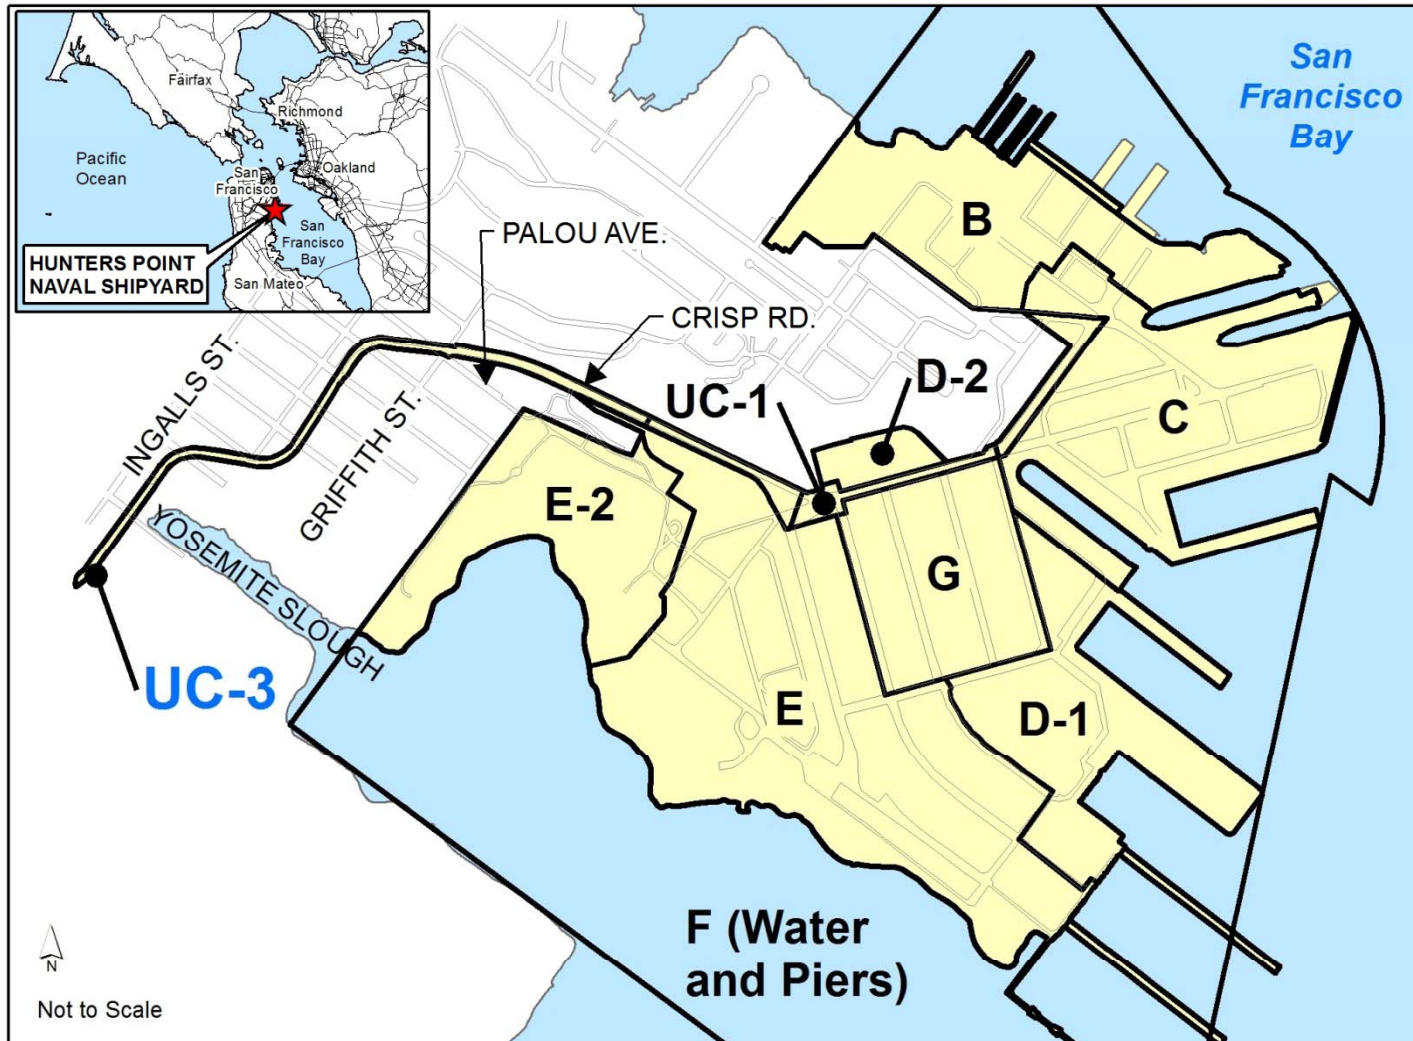 Fairfax
Richmond
Pacific
Ocean
San
Francisco
Oakland
San
Francisco
Bay
HUNTERS POINT
NAVAL SHIPYARD
San Mateo
San
Francisco
Bay
PALOU AVE.
CRISP RD.
INGALLS ST.
GRIFFITH ST.
YOSEMITE SLOUGH
B
D-2
UC-1
C
E-2
G
UC-3
E
D-1
F (Water
and Piers)
N
Not to Scale